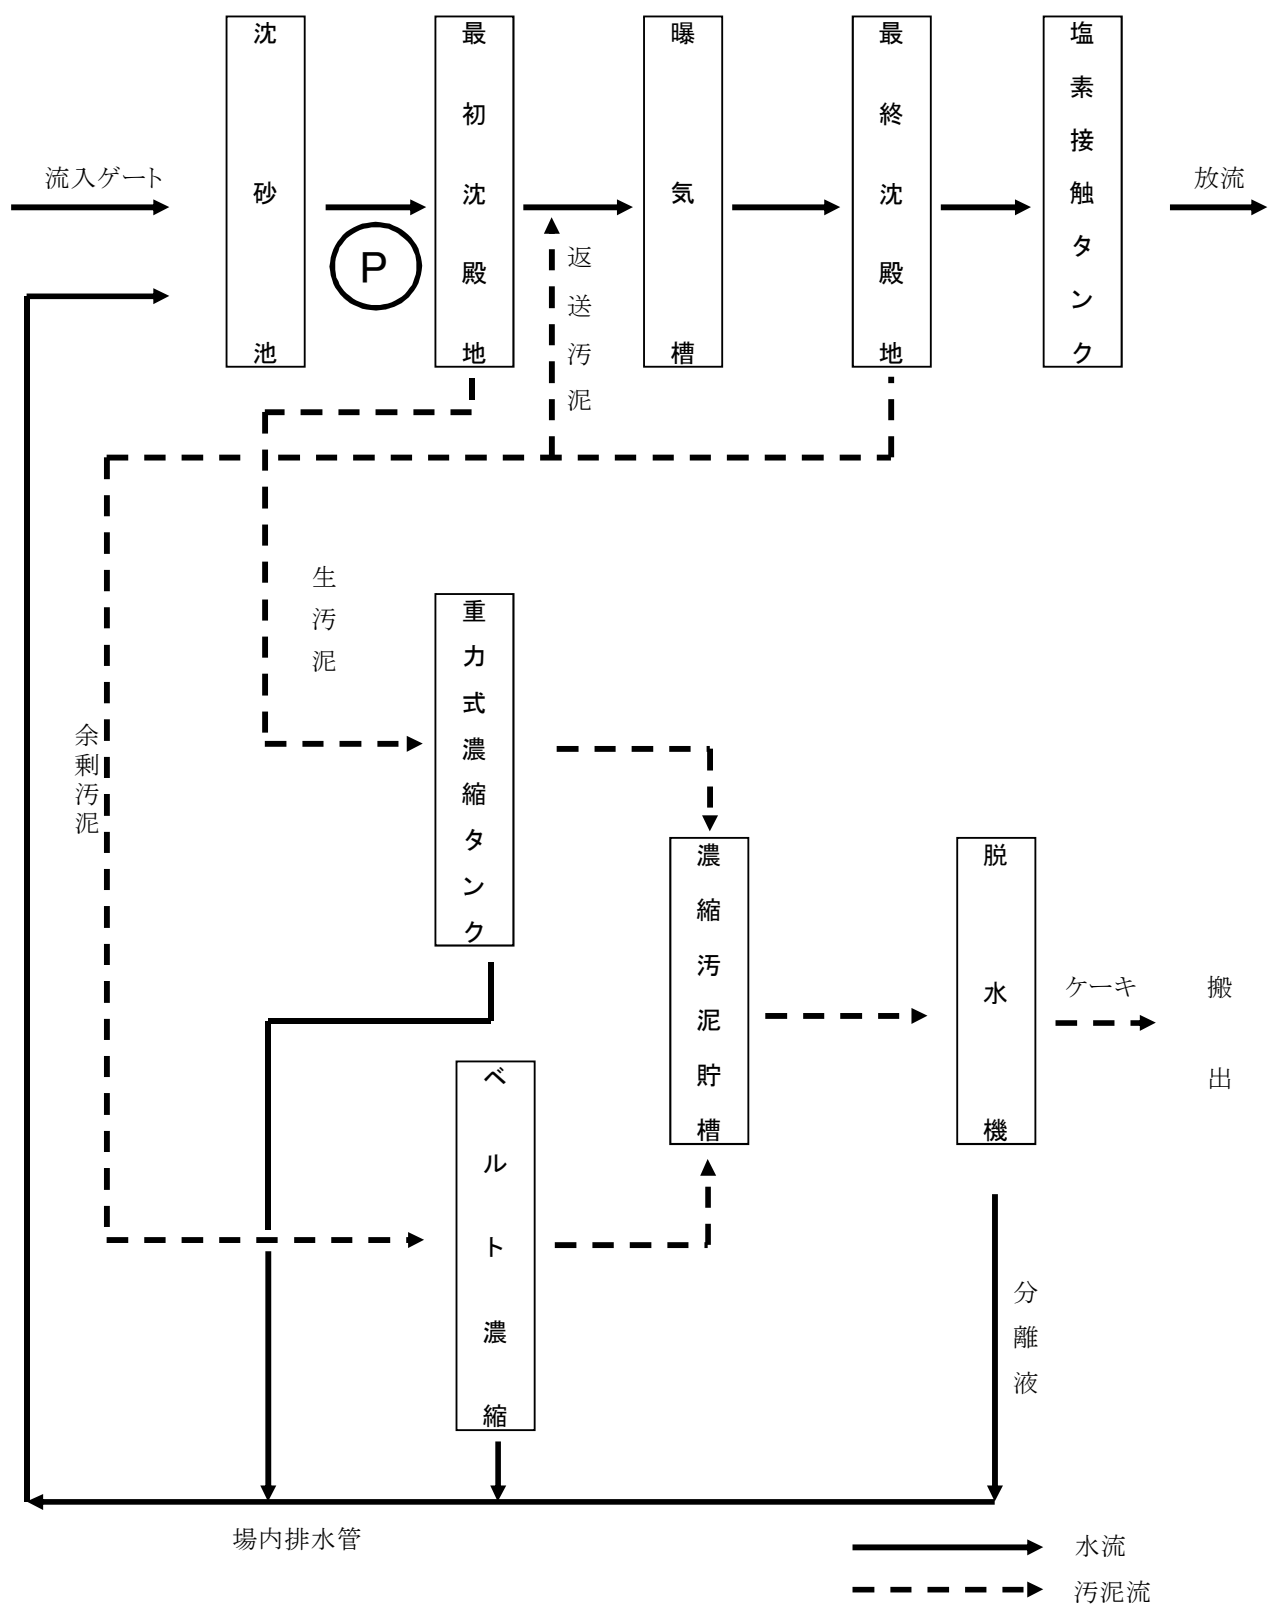 沈砂池
最初沈殿地
曝気槽
最終沈殿地
塩素接触タンク
流入ゲート
放流
P
返送汚泥
生汚泥
余剰汚泥
重力式濃縮タンク
濃縮汚泥貯槽
脱水機
ケーキ
搬出
ベルト濃縮
分離液
場内排水管
水流
汚泥流